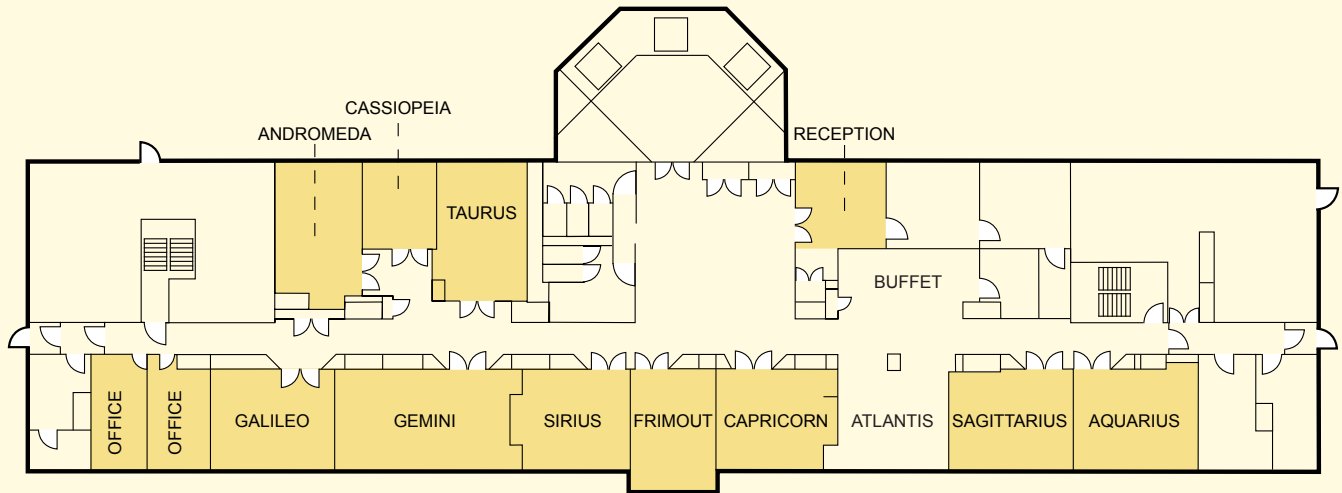 CASSIOPEIA
ANDROMEDA
RECEPTION
TAURUS
BUFFET
OFFICE
OFFICE
GALILEO
GEMINI
SIRIUS
FRIMOUT
CAPRICORN
ATLANTIS
SAGITTARIUS
AQUARIUS